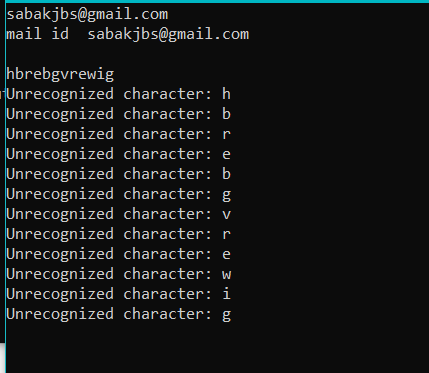 sabakjbs@gmail.com
mail id  sabakjbs@gmail.com
hbrebgvrewig
Unrecognized character: h
Unrecognized character: b
Unrecognized character: r
Unrecognized character: e
Unrecognized character: b
Unrecognized character: g
Unrecognized character: v
Unrecognized character: r
Unrecognized character: e
Unrecognized character: w
Unrecognized character: i
Unrecognized character: g